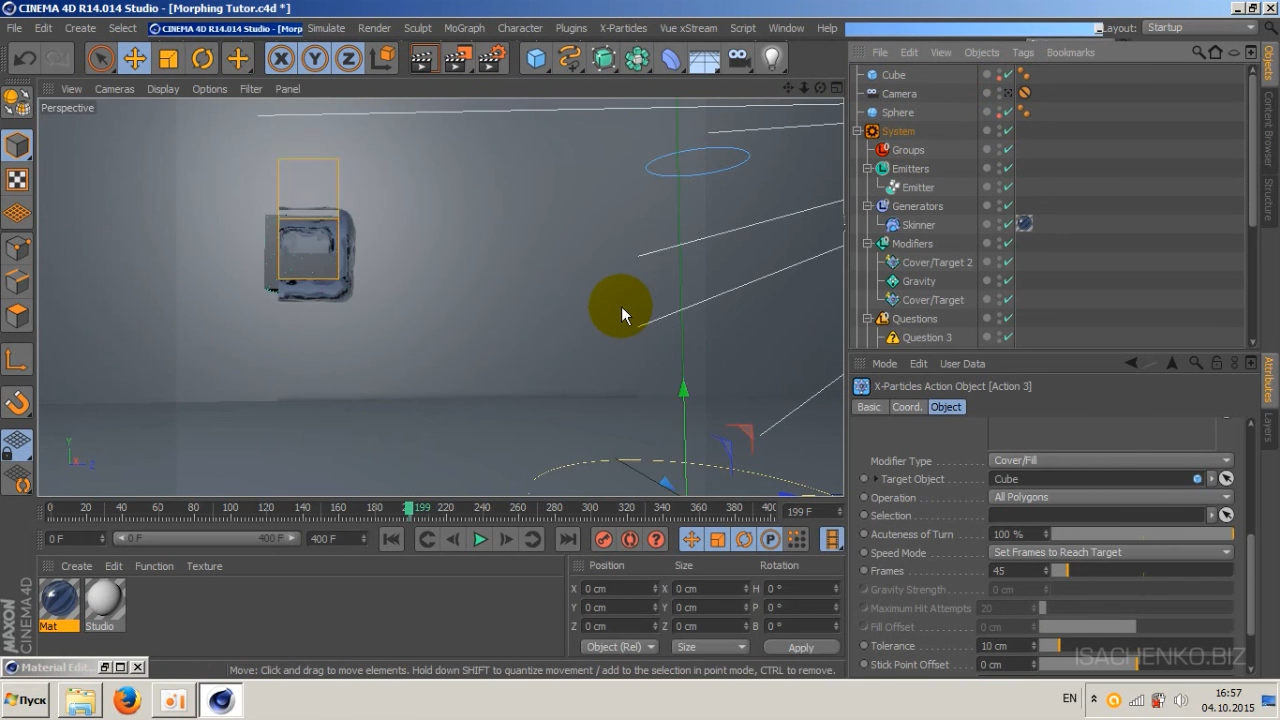 CINEMA 4D R14.014 Studio - [Morphing Tutor.c4d *]
File Edit Create Select CINEMA 4D R14.014 Studio - [Morp Simulate Render Sculpt MoGraph Character Plugins X-Particles Vue xStream Script Window Help Layout: Startup
File Edit View Objects Tags Bookmarks
View Cameras Display Options Filter Panel
Perspective
Cube
Camera
Sphere
System
Groups
Emitters
Emitter
Generators
Skinner
Modifiers
Cover/Target 2
Gravity
Cover/Target
Questions
Question 3
Objects
Content Browser
Structure
Mode Edit User Data
X-Particles Action Object [Action 3]
Basic Coord. Object
Modifier Type Cover/Fill
Target Object Cube
Operation All Polygons
Selection
Acuteness of Turn 100 %
Speed Mode Set Frames to Reach Target
Frames 45
Gravity Strength 0 cm
Maximum Hit Attempts 20
Fill Offset 0 cm
Tolerance 10 cm
Stick Point Offset 0 cm
Attributes
Layers
Y
Z
0 20 40 60 80 100 120 140 160 180 199 220 240 260 280 300 320 340 360 380 400 199 F
0 F 0 F 400 F 400 F
Create Edit Function Texture
Mat Studio
Position Size Rotation
X 0 cm X 0 cm H 0 °
Y 0 cm Y 0 cm P 0 °
Z 0 cm Z 0 cm B 0 °
Object (Rel) Size Apply
MAXON CINEMA 4D
Material Edit...
Move: Click and drag to move elements. Hold down SHIFT to quantize movement / add to the selection in point mode, CTRL to remove.
ISACHENKO.BIZ
Пуск EN 16:57
04.10.2015